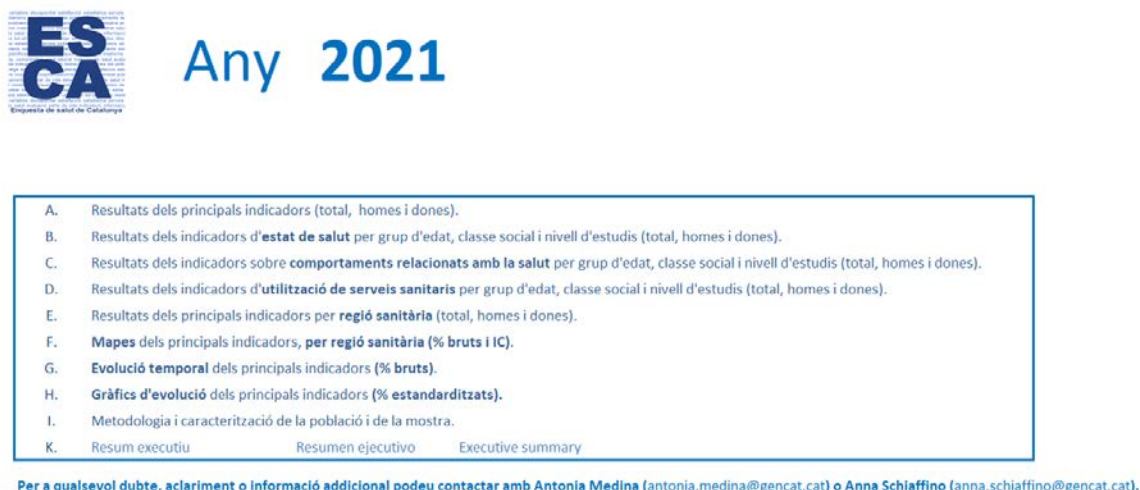 ES
CA
Enquesta de salut de Catalunya
Any 2021
A. Resultats dels principals indicadors (total, homes i dones).
B. Resultats dels indicadors d'estat de salut per grup d'edat, classe social i nivell d'estudis (total, homes i dones).
C. Resultats dels indicadors sobre comportaments relacionats amb la salut per grup d'edat, classe social i nivell d'estudis (total, homes i dones).
D. Resultats dels indicadors d'utilització de serveis sanitaris per grup d'edat, classe social i nivell d'estudis (total, homes i dones).
E. Resultats dels principals indicadors per regió sanitària (total, homes i dones).
F. Mapes dels principals indicadors, per regió sanitària (% bruts i IC).
G. Evolució temporal dels principals indicadors (% bruts).
H. Gràfics d'evolució dels principals indicadors (% estandarditzats).
I. Metodologia i caracterització de la població i de la mostra.
K. Resum executiu Resumen ejecutivo Executive summary
Per a qualsevol dubte, aclariment o informació addicional podeu contactar amb Antonia Medina (antonia.medina@gencat.cat) o Anna Schiaffino (anna.schiaffino@gencat.cat).